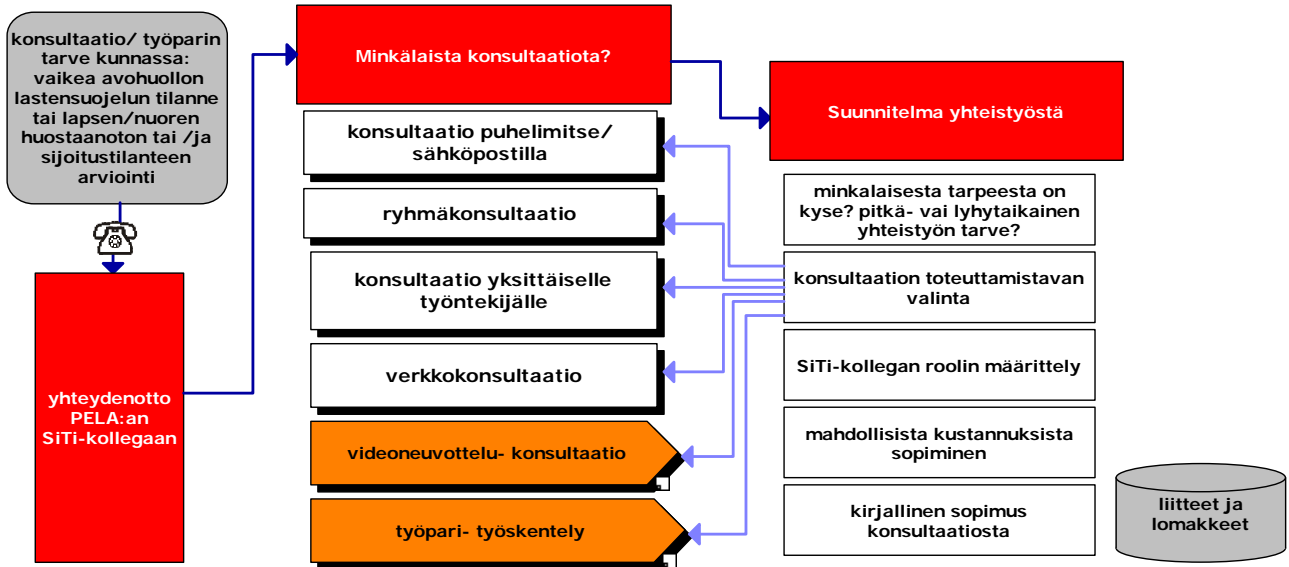 konsultaatio/ työparin
tarve kunnassa:
vaikea avohuollon
lastensuojelun tilanne
tai lapsen/nuoren
huostaanoton tai /ja
sijoitustilanteen
arviointi
yhteydenotto
PELA:an
SiTi-kollegaan
Minkälaista konsultaatiota?
konsultaatio puhelimitse/
sähköpostilla
ryhmäkonsultaatio
konsultaatio yksittäiselle
työntekijälle
verkkokonsultaatio
videoneuvottelu- konsultaatio
työpari- työskentely
Suunnitelma yhteistyöstä
minkalaisesta tarpeesta on
kyse? pitkä- vai lyhytaikainen
yhteistyön tarve?
konsultaation toteuttamistavan
valinta
SiTi-kollegan roolin määrittely
mahdollisista kustannuksista
sopiminen
kirjallinen sopimus
konsultaatiosta
liitteet ja
lomakkeet